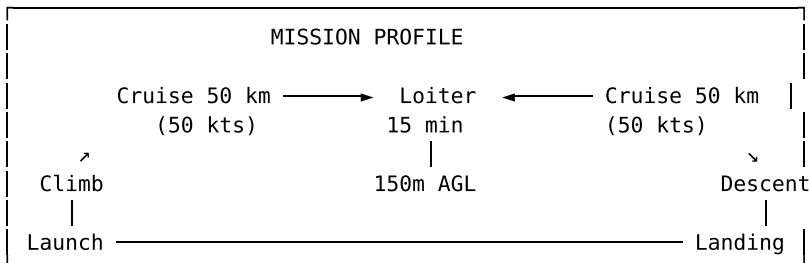 MISSION PROFILE
Cruise 50 km Loiter Cruise 50 km
(50 kts) 15 min (50 kts)
Climb 150m AGL Descent
Launch Landing